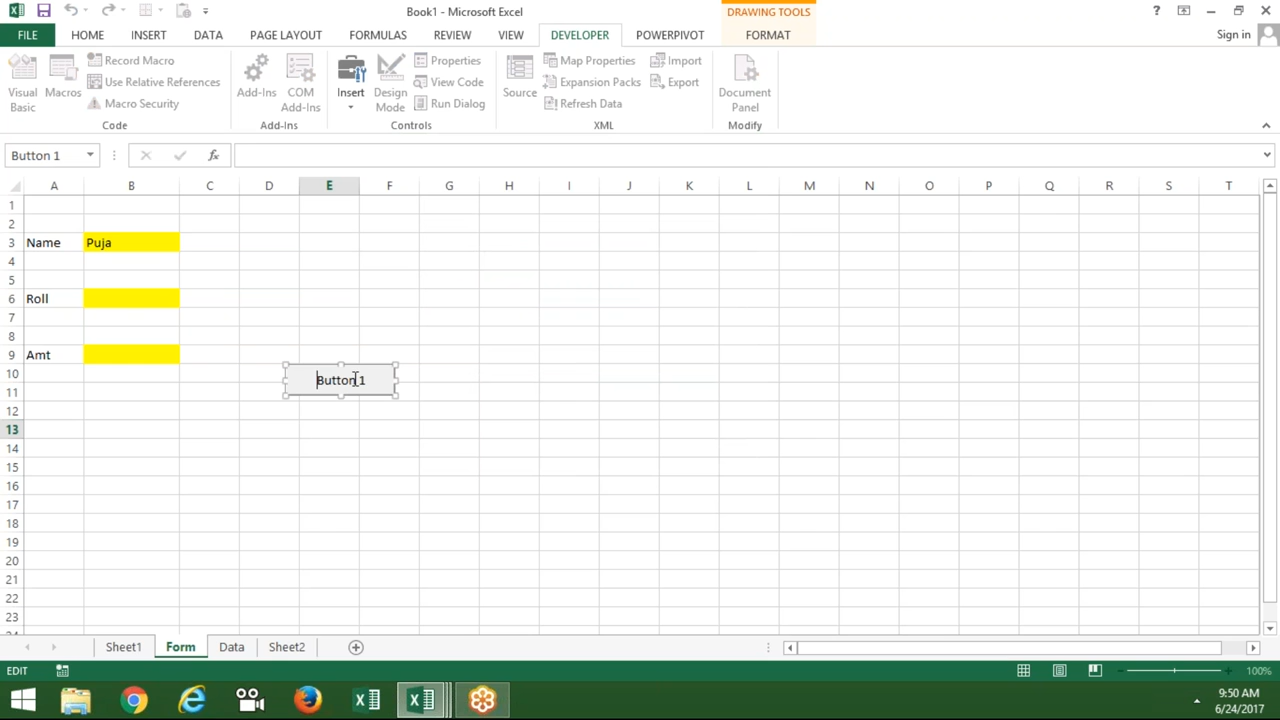 Book1 - Microsoft Excel
DRAWING TOOLS
?
FILE HOME INSERT DATA PAGE LAYOUT FORMULAS REVIEW VIEW DEVELOPER POWERPIVOT FORMAT
Sign in
Visual Basic
Macros
Record Macro
Use Relative References
Macro Security
Code
Add-Ins
COM Add-Ins
Add-Ins
Insert
Design Mode
Properties
View Code
Run Dialog
Controls
Source
Map Properties
Expansion Packs
Refresh Data
Import
Export
XML
Document Panel
Modify
Button 1
fx
A B C D E F G H I J K L M N O P Q R S T
1
2
3 Name Puja
4
5
6 Roll
7
8
9 Amt
10
Button 1
11
12
13
14
15
16
17
18
19
20
21
22
23
24
Sheet1 Form Data Sheet2
EDIT
100%
9:50 AM
6/24/2017